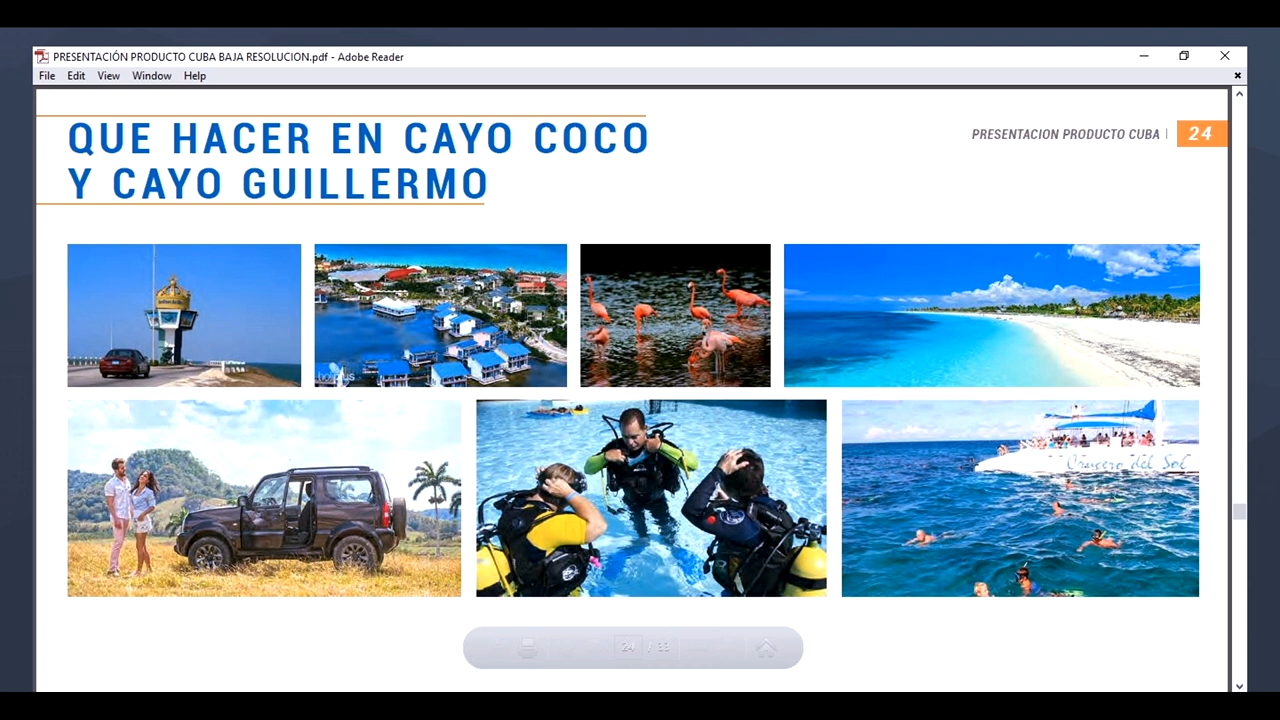 PRESENTACIÓN PRODUCTO CUBA BAJA RESOLUCION.pdf - Adobe Reader
File Edit View Window Help
QUE HACER EN CAYO COCO
Y CAYO GUILLERMO
PRESENTACION PRODUCTO CUBA | 24
Crucero del Sol
24 / 33